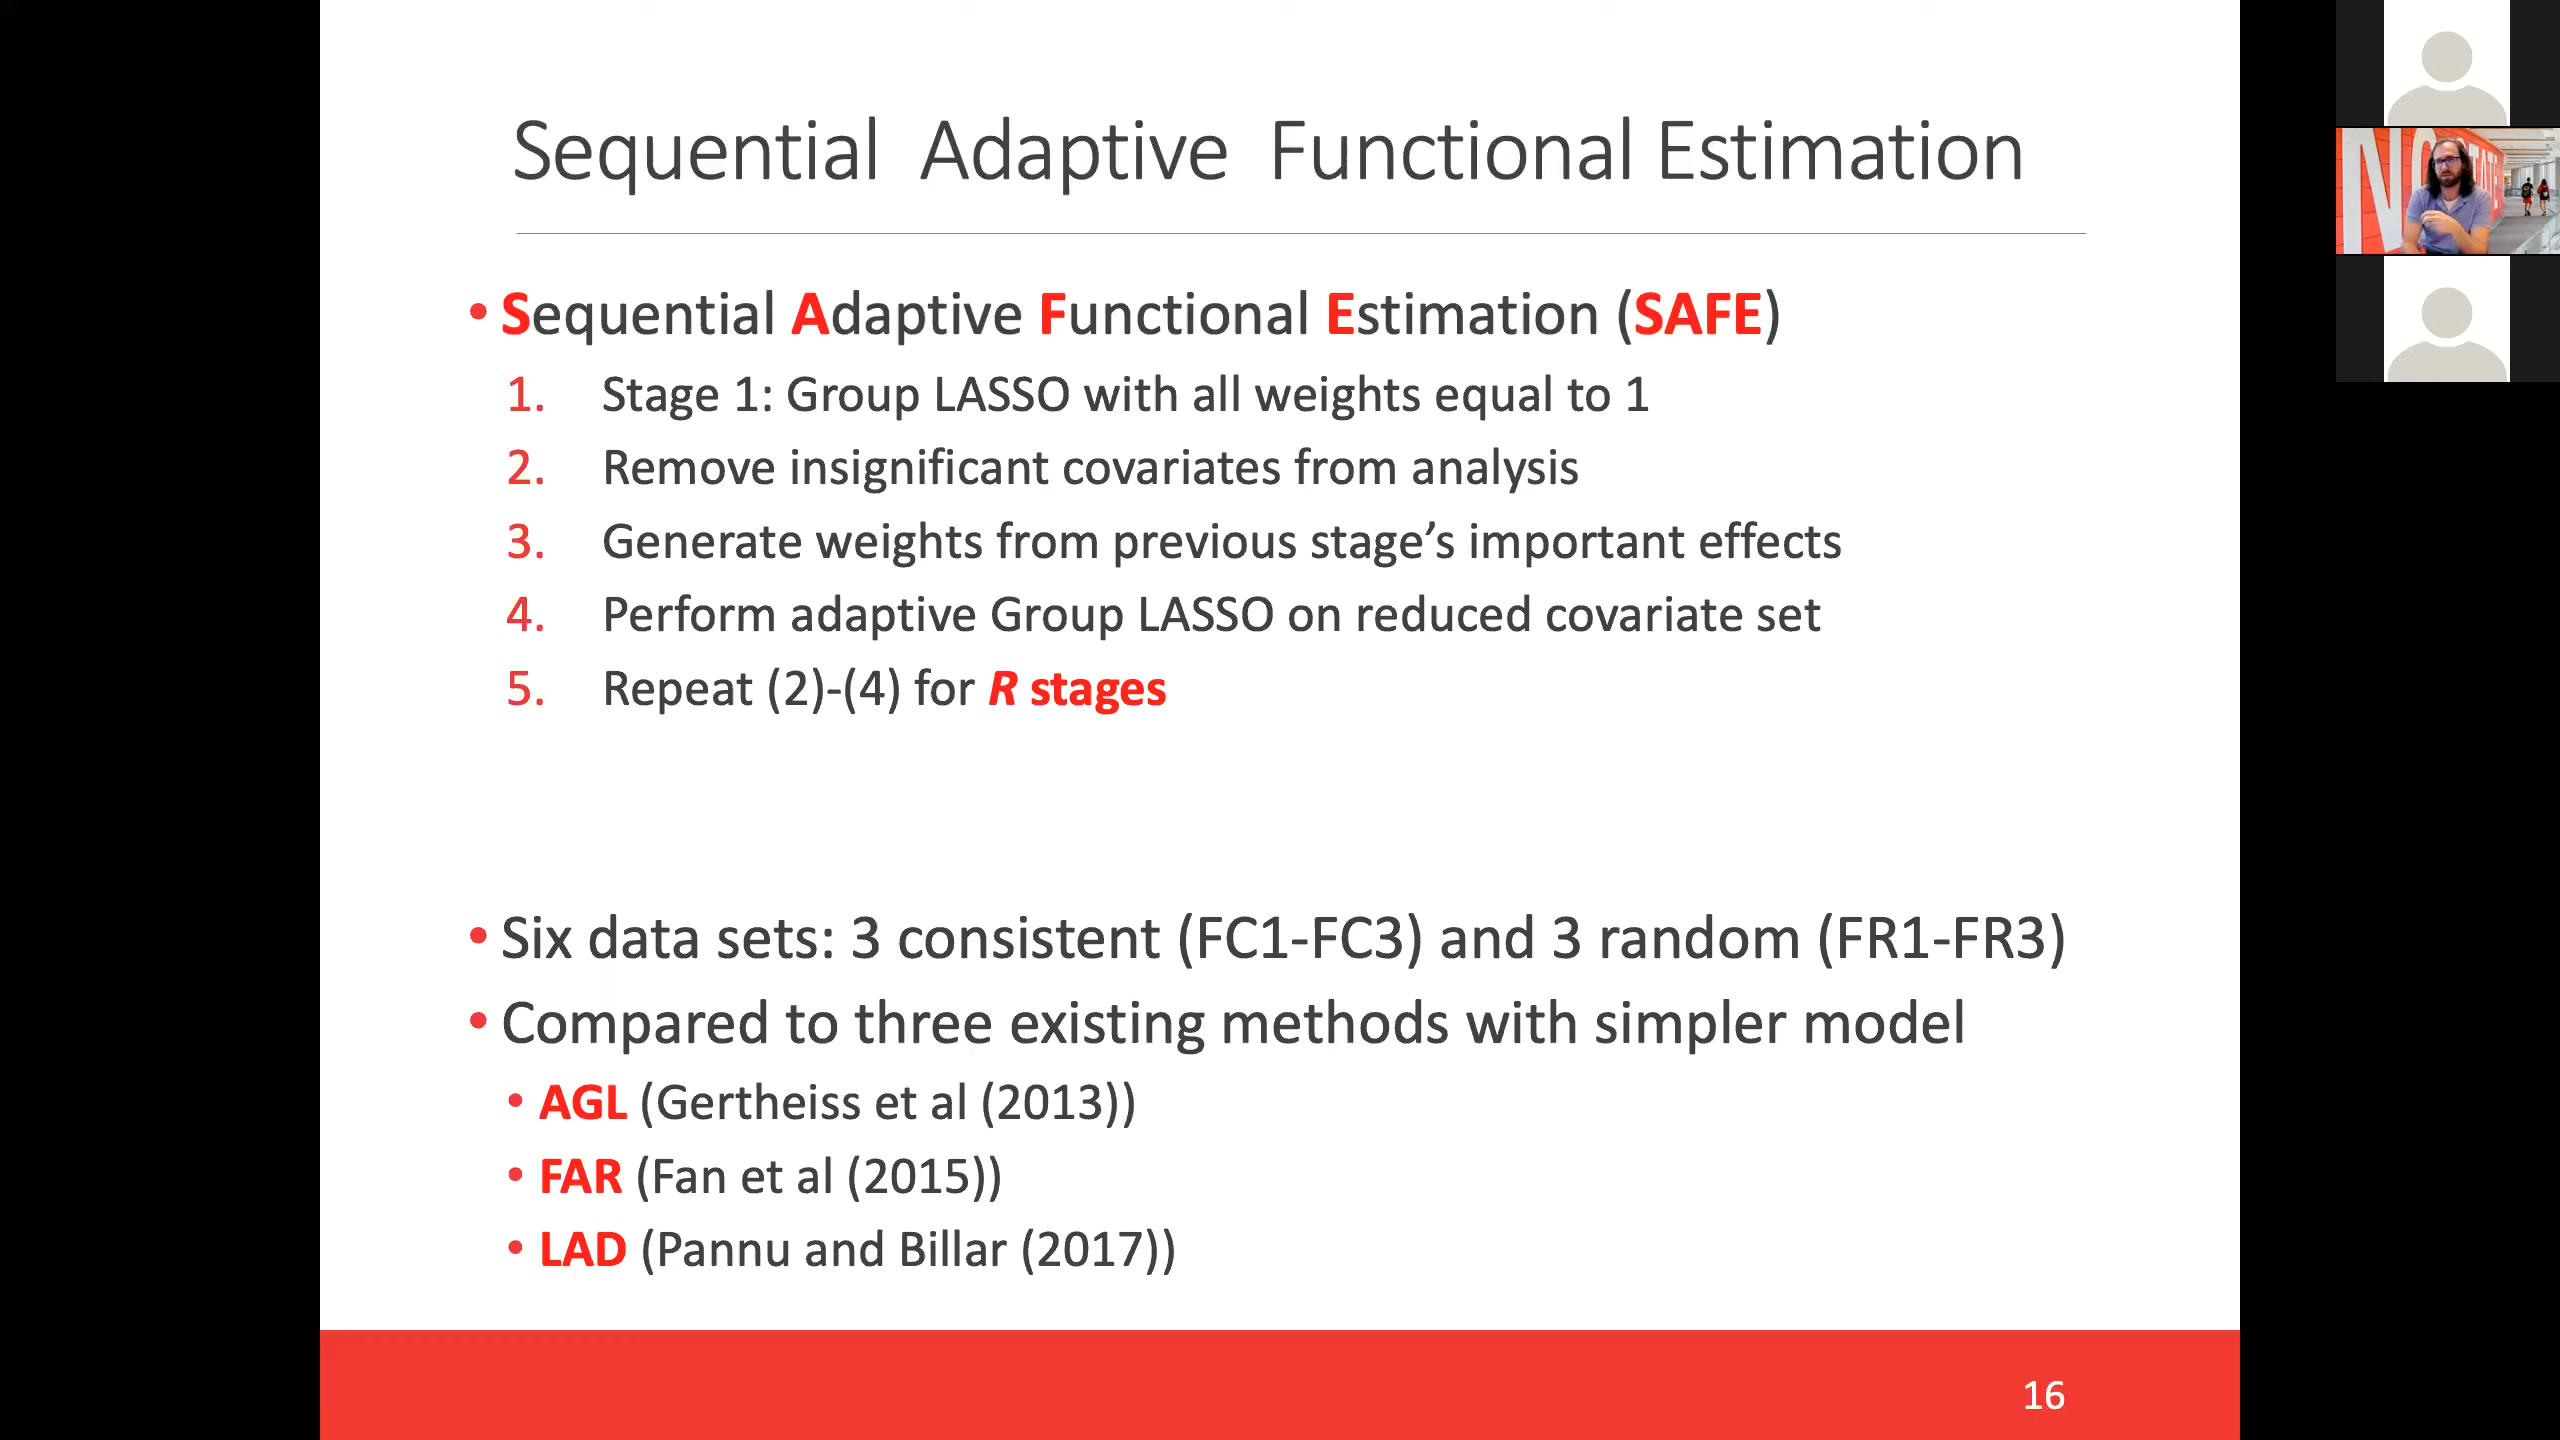 Sequential Adaptive Functional Estimation
• Sequential Adaptive Functional Estimation (SAFE)
1. Stage 1: Group LASSO with all weights equal to 1
2. Remove insignificant covariates from analysis
3. Generate weights from previous stage’s important effects
4. Perform adaptive Group LASSO on reduced covariate set
5. Repeat (2)-(4) for R stages
• Six data sets: 3 consistent (FC1-FC3) and 3 random (FR1-FR3)
• Compared to three existing methods with simpler model
• AGL (Gertheiss et al (2013))
• FAR (Fan et al (2015))
• LAD (Pannu and Billar (2017))
16